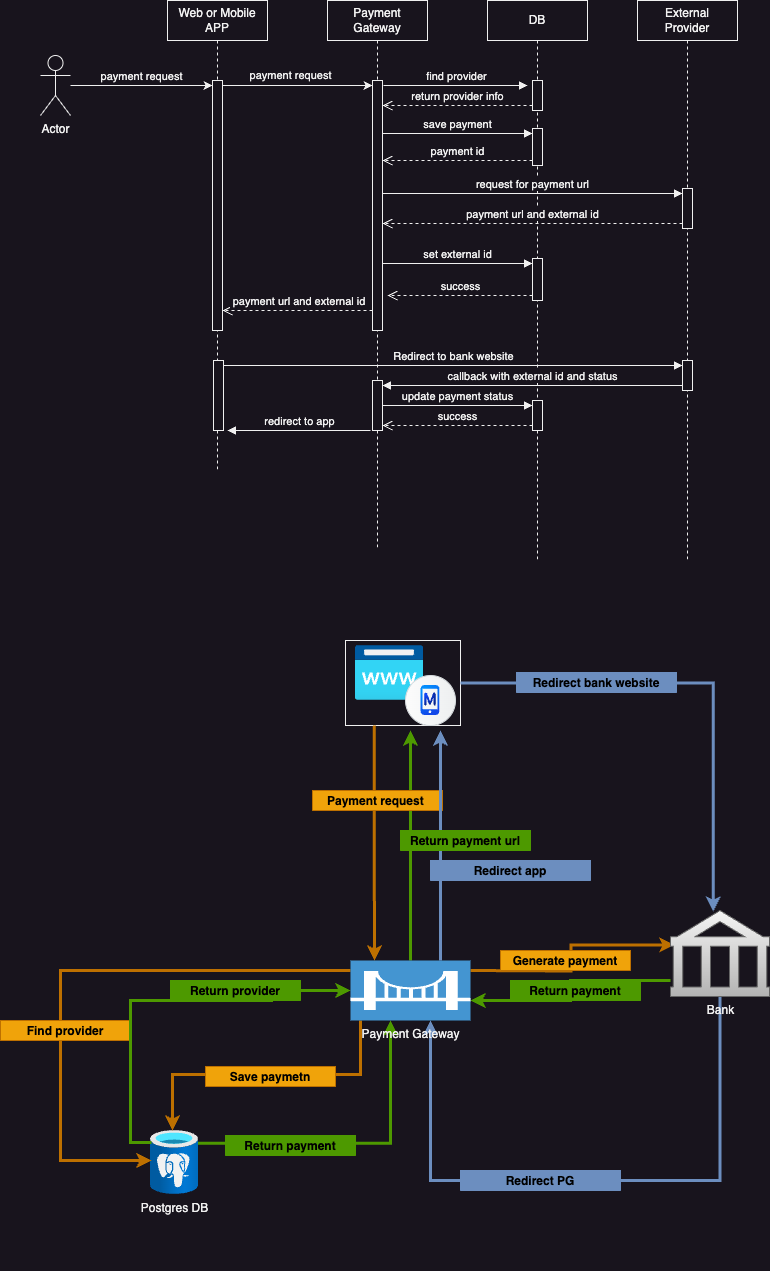 Web or Mobile
APP
Payment
Gateway
DB
External
Provider
payment request
payment request
find provider
return provider info
Actor
save payment
payment id
request for payment url
payment url and external id
set external id
success
payment url and external id
Redirect to bank website
callback with external id and status
update payment status
success
redirect to app
WWW
M
Redirect bank website
Payment request
Return payment url
Redirect app
Generate payment
Return provider
Return payment
Bank
Find provider
Payment Gateway
Save paymetn
Return payment
Redirect PG
Postgres DB